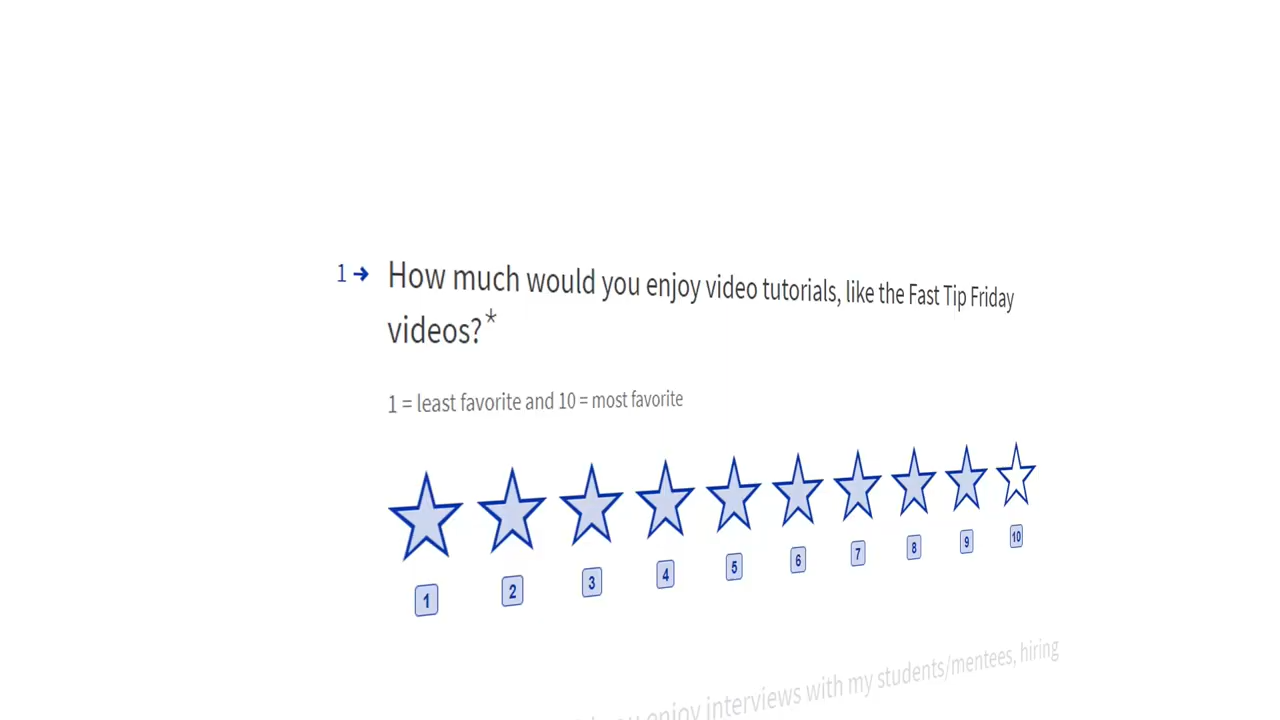 1 → How much would you enjoy video tutorials, like the Fast Tip Friday
videos?*
1 = least favorite and 10 = most favorite
1 2 3 4 5 6 7 8 9 10
you enjoy interviews with my students/mentees, hiring